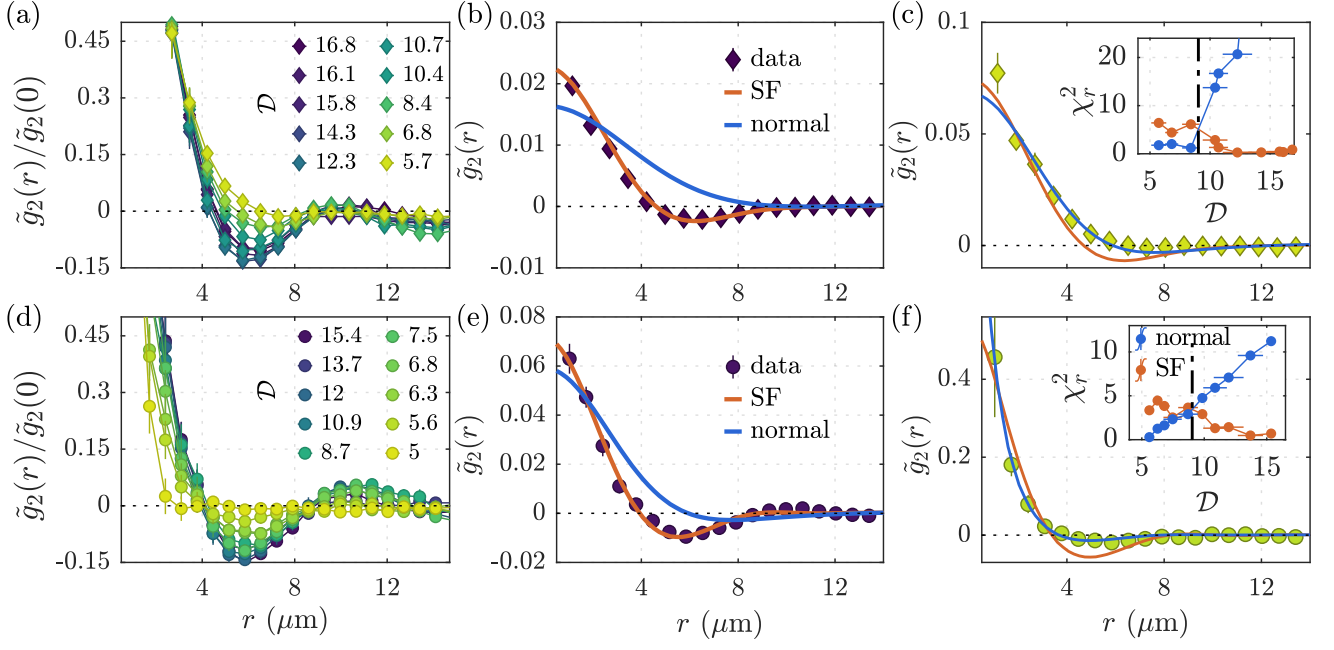 (a)
0.45
0.3
0.15
0
-0.15
g̃₂(r)/g̃₂(0)
𝒟
16.8 10.7
16.1 10.4
15.8 8.4
14.3 6.8
12.3 5.7
4 8 12
(b)
0.03
0.02
0.01
0
-0.01
g̃₂(r)
data
SF
normal
4 8 12
(c)
0.1
0.05
0
g̃₂(r)
20
10
0
χᵣ²
5 10 15
𝒟
4 8 12
(d)
0.45
0.3
0.15
0
-0.15
g̃₂(r)/g̃₂(0)
𝒟
15.4 7.5
13.7 6.8
12 6.3
10.9 5.6
8.7 5
4 8 12
r (μm)
(e)
0.08
0.06
0.04
0.02
0
-0.02
g̃₂(r)
data
SF
normal
4 8 12
r (μm)
(f)
0.4
0.2
0
g̃₂(r)
normal
SF
10
5
0
χᵣ²
5 10 15
𝒟
4 8 12
r (μm)